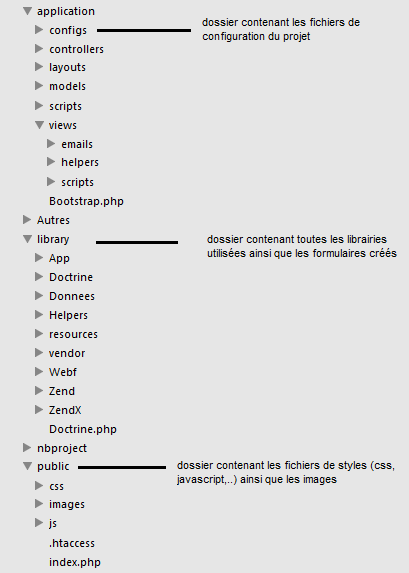 application
configs
dossier contenant les fichiers de
configuration du projet
controllers
layouts
models
scripts
views
emails
helpers
scripts
Bootstrap.php
Autres
library
dossier contenant toutes les librairies
utilisées ainsi que les formulaires créés
App
Doctrine
Donnees
Helpers
resources
vendor
Webf
Zend
ZendX
Doctrine.php
nbproject
public
dossier contenant les fichiers de styles (css,
javascript,..) ainsi que les images
css
images
js
.htaccess
index.php